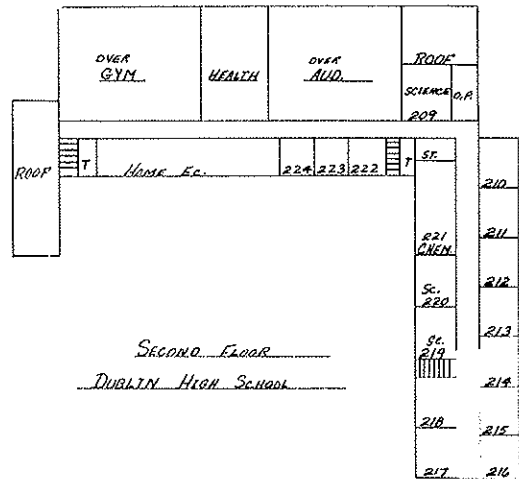 OVER
GYM
HEALTH
OVER
AUD.
ROOF
SCIENCE
209
O.P.
ROOF
T
HOME EC.
224
223
222
T
ST.
210
221
CHEM.
211
SC.
220
212
SC.
219
213
214
218
215
217
216
SECOND FLOOR
DUBLIN HIGH SCHOOL